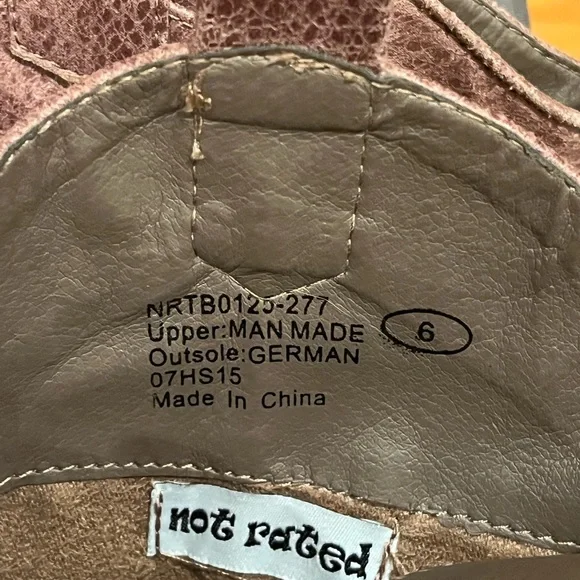 NRTB0125-277
Upper:MAN MADE
6
Outsole:GERMAN
07HS15
Made In China
not rated